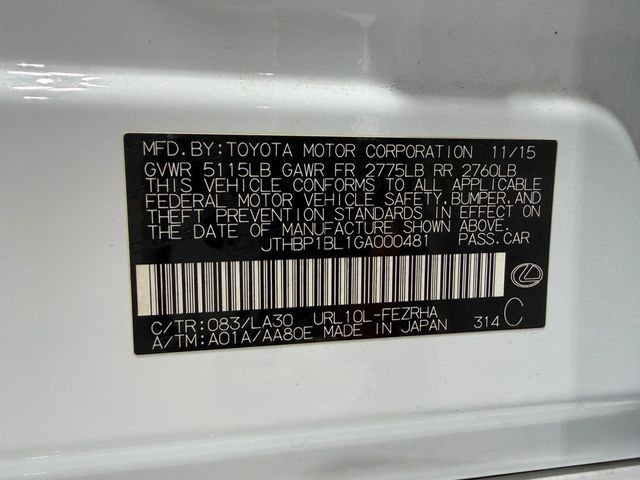 MFD.BY:TOYOTA MOTOR CORPORATION 11/15
GVWR 5115LB GAWR FR 2775LB RR 2760LB
THIS VEHICLE CONFORMS TO ALL APPLICABLE
FEDERAL MOTOR VEHICLE SAFETY,BUMPER,AND
THEFT PREVENTION STANDARDS IN EFFECT ON
THE DATE OF MANUFACTURE SHOWN ABOVE.
JTHBP1BL1GA000481 PASS.CAR
C/TR:083/LA30 URL10L-FEZRHA
A/TM:A01A/AA80E MADE IN JAPAN 314 C